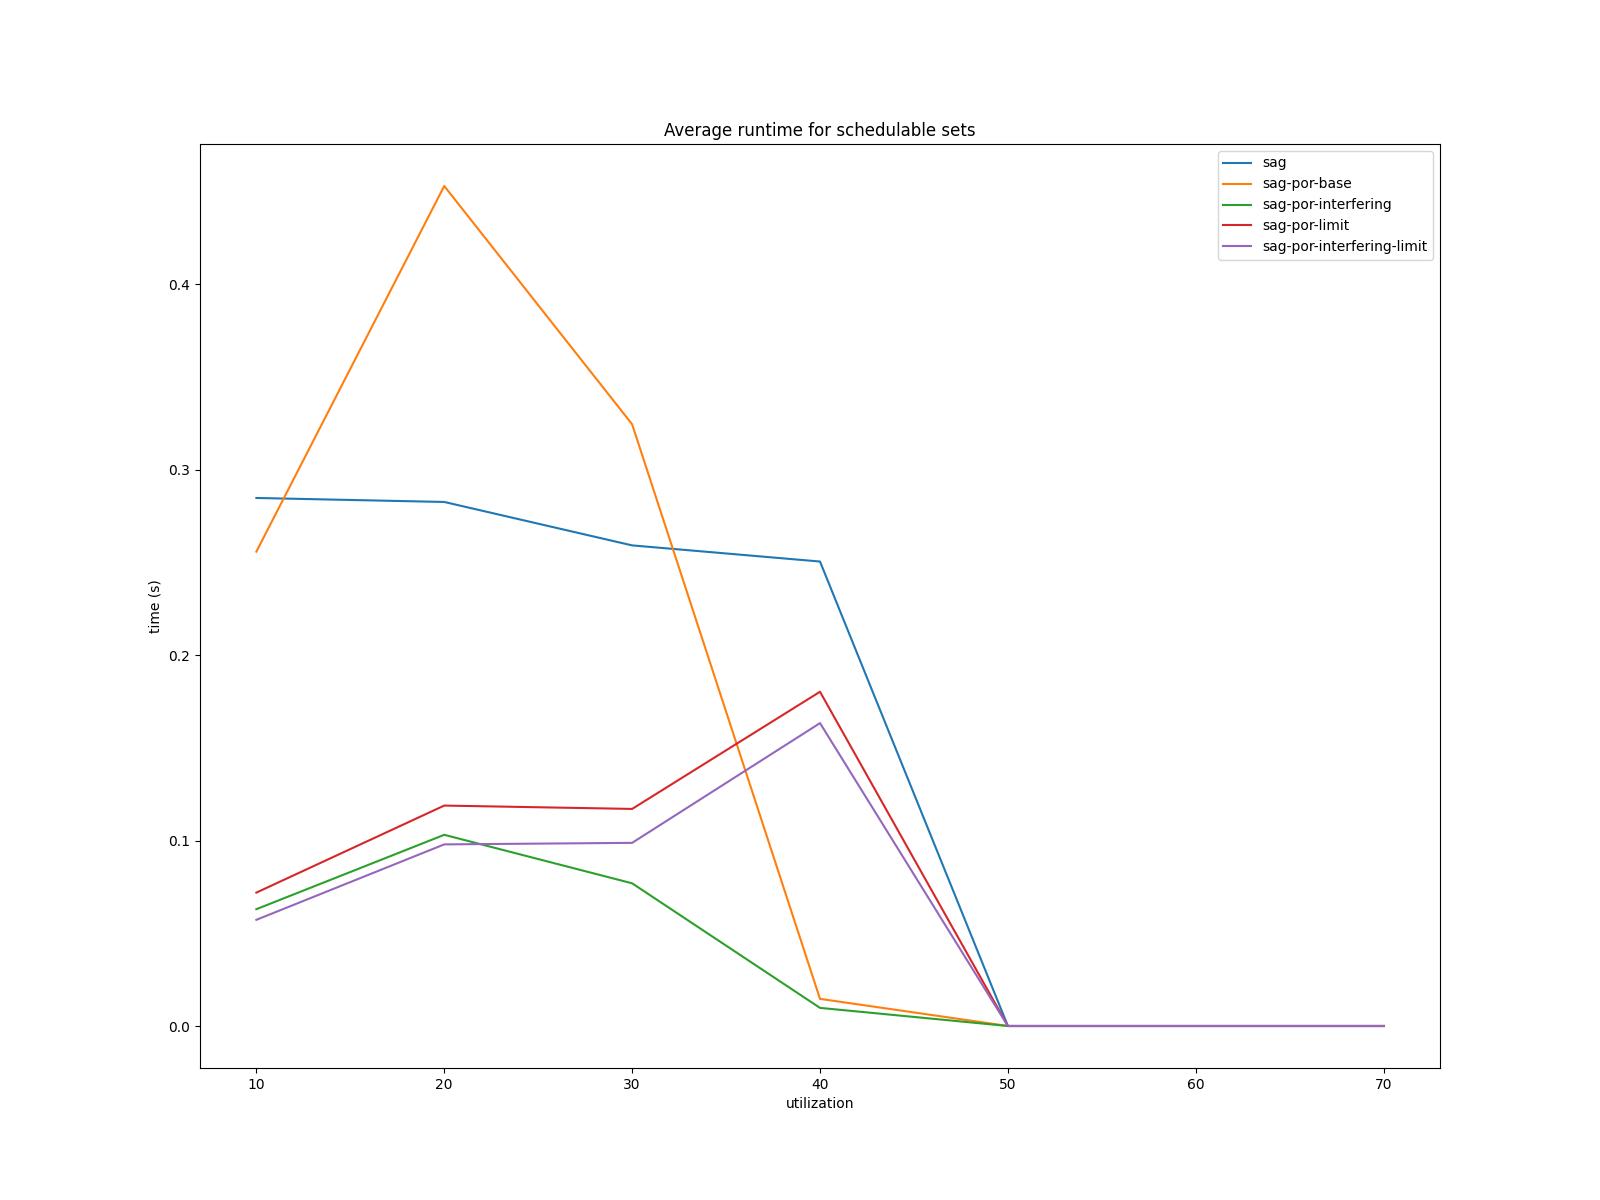 Average runtime for schedulable sets
sag
sag-por-base
sag-por-interfering
sag-por-limit
sag-por-interfering-limit
0.4
0.3
0.2
0.1
0.0
time (s)
10 20 30 40 50 60 70
utilization